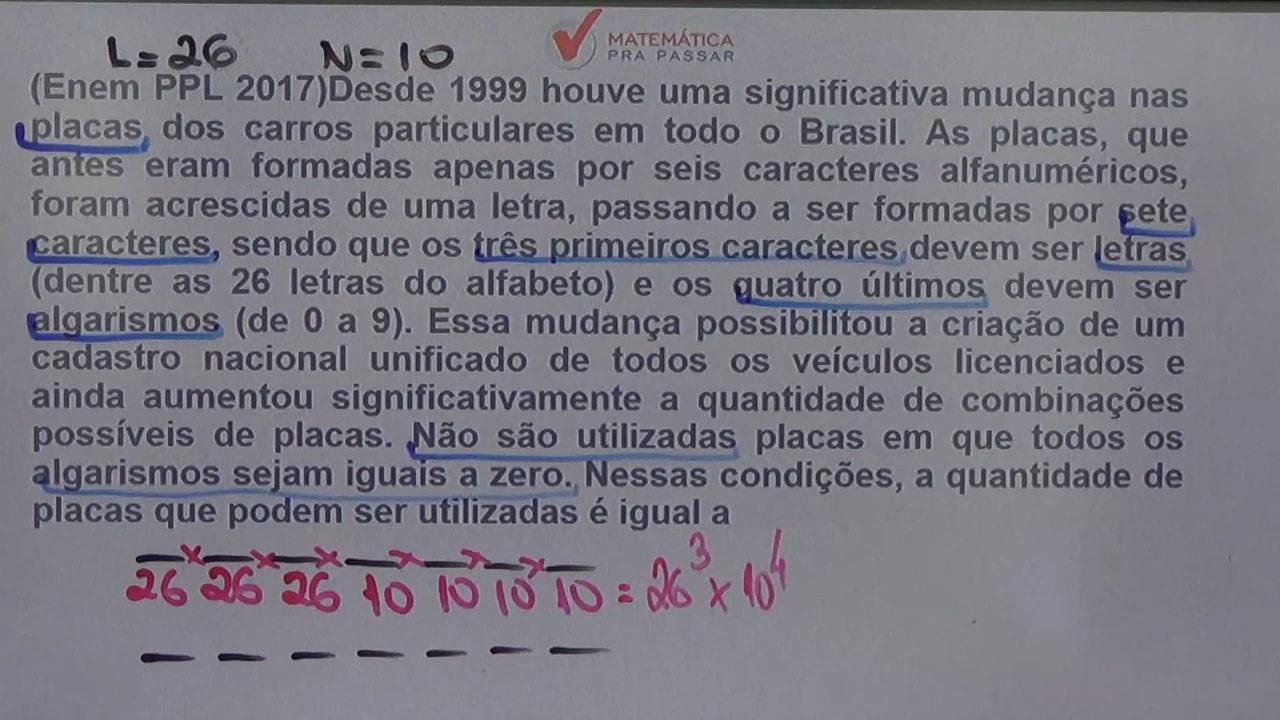 L=26 N=10
MATEMÁTICA
PRA PASSAR
(Enem PPL 2017)Desde 1999 houve uma significativa mudança nas
placas dos carros particulares em todo o Brasil. As placas, que
antes eram formadas apenas por seis caracteres alfanuméricos,
foram acrescidas de uma letra, passando a ser formadas por sete
caracteres, sendo que os três primeiros caracteres devem ser letras
(dentre as 26 letras do alfabeto) e os quatro últimos devem ser
algarismos (de 0 a 9). Essa mudança possibilitou a criação de um
cadastro nacional unificado de todos os veículos licenciados e
ainda aumentou significativamente a quantidade de combinações
possíveis de placas. Não são utilizadas placas em que todos os
algarismos sejam iguais a zero. Nessas condições, a quantidade de
placas que podem ser utilizadas é igual a
26 × 26 × 26 × 10 × 10 × 10 × 10 = 26³ × 10⁴